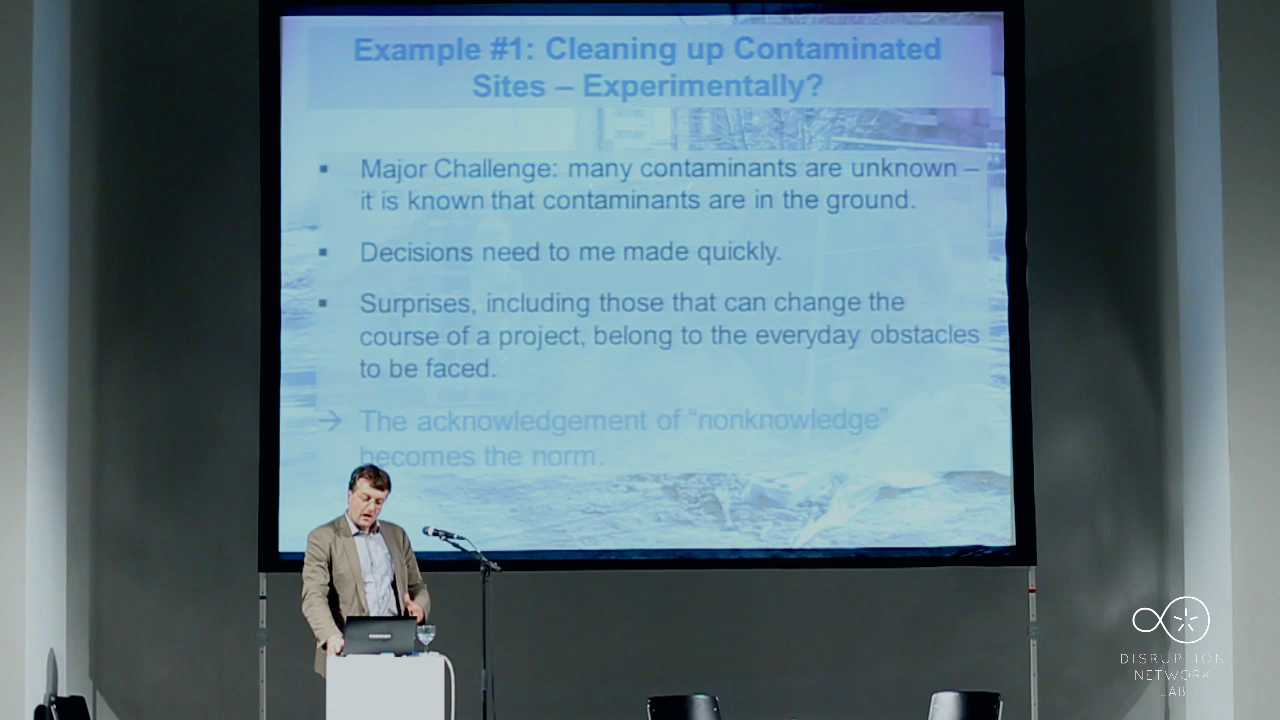 Example #1: Cleaning up Contaminated
Sites – Experimentally?
▪ Major Challenge: many contaminants are unknown –
it is known that contaminants are in the ground.
▪ Decisions need to me made quickly.
▪ Surprises, including those that can change the
course of a project, belong to the everyday obstacles
to be faced.
→ The acknowledgement of “nonknowledge”
becomes the norm.
DISRUPTION
NETWORK
LAB